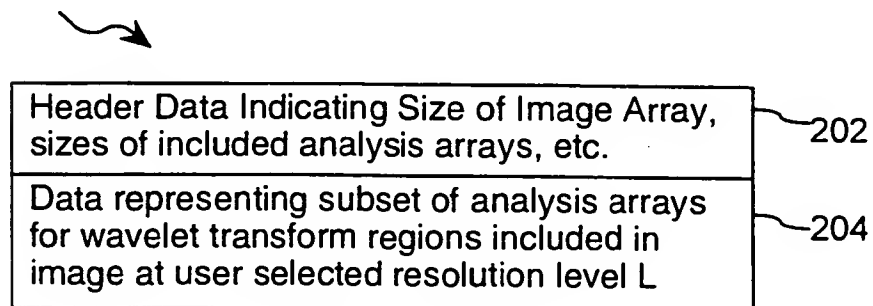 Header Data Indicating Size of Image Array,
sizes of included analysis arrays, etc.
202
Data representing subset of analysis arrays
for wavelet transform regions included in
image at user selected resolution level L
204